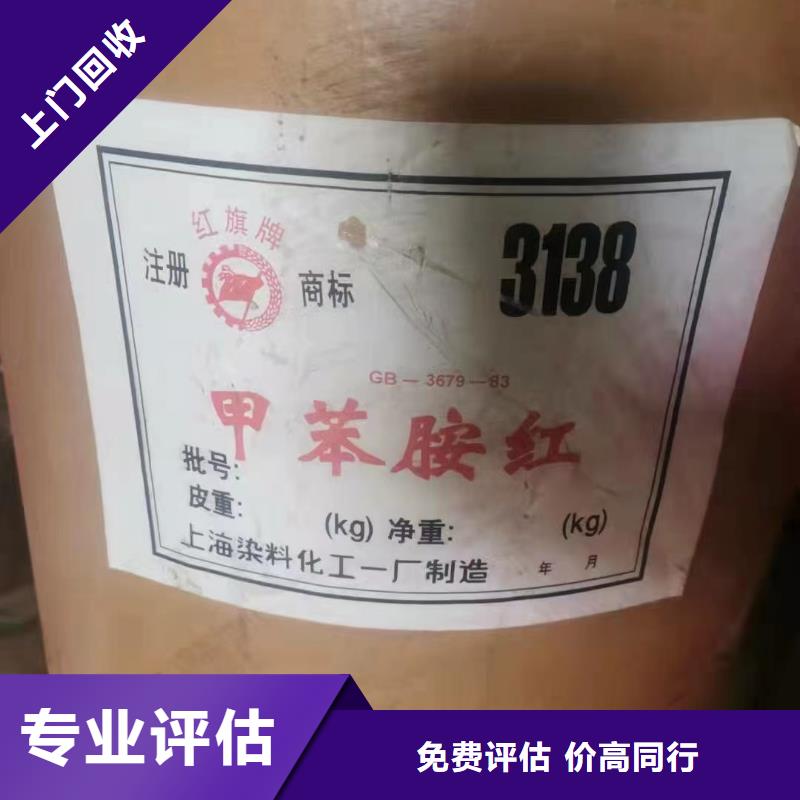 上门回收
红旗牌
注册 商标
3138
GB-3679-83
甲苯胺红
批号:
皮重: (kg) 净重: (kg)
上海染料化工一厂制造 年 月
专业评估
免费评估 价高同行